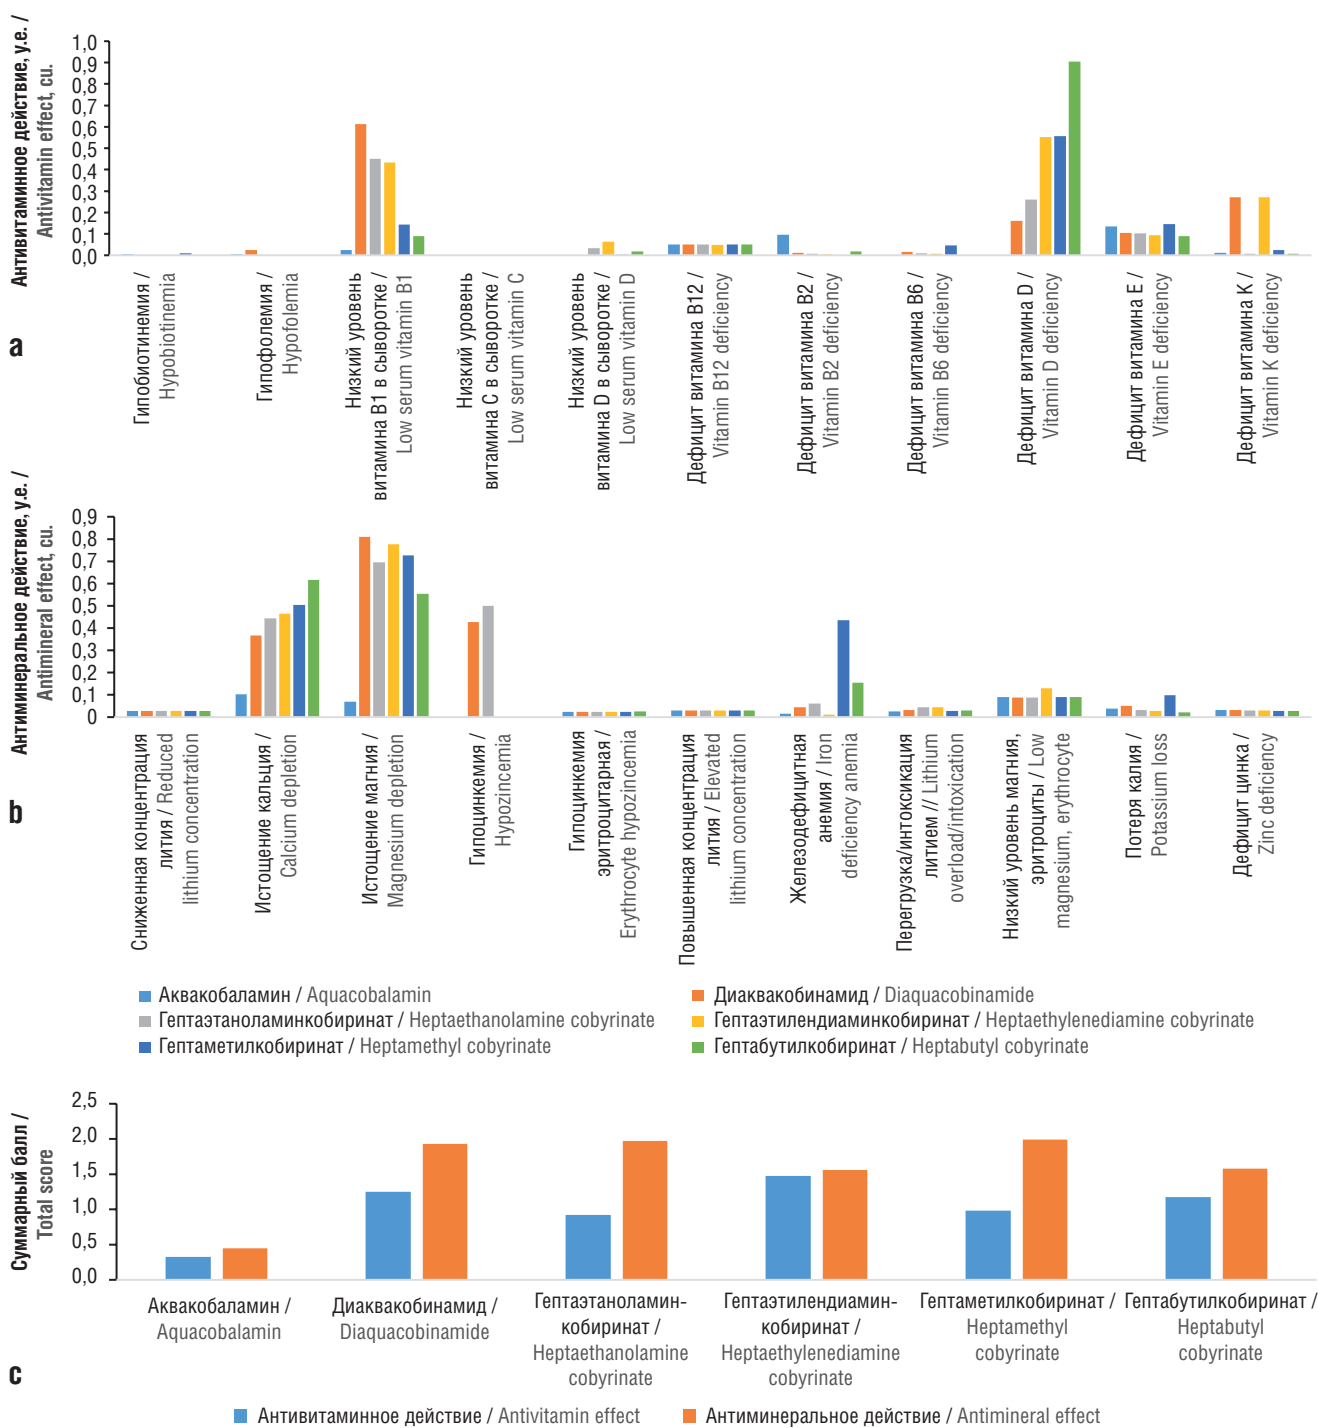 Антивитаминное действие, у.е. /
Antivitamin effect, cu.
1,0
0,9
0,8
0,7
0,6
0,5
0,4
0,3
0,2
0,1
0,0
Гипобиотинемия /
Hypobiotinemia
Гипофолемия /
Hypofolemia
Низкий уровень
витамина B1 в сыворотке /
Low serum vitamin B1
Низкий уровень
витамина C в сыворотке /
Low serum vitamin C
Низкий уровень
витамина D в сыворотке /
Low serum vitamin D
Дефицит витамина B12 /
Vitamin B12 deficiency
Дефицит витамина B2 /
Vitamin B2 deficiency
Дефицит витамина B6 /
Vitamin B6 deficiency
Дефицит витамина D /
Vitamin D deficiency
Дефицит витамина E /
Vitamin E deficiency
Дефицит витамина K /
Vitamin K deficiency
a
Антиминеральное действие, у.е. /
Antimineral effect, cu.
0,9
0,8
0,7
0,6
0,5
0,4
0,3
0,2
0,1
0
Сниженная концентрация
лития / Reduced
lithium concentration
Истощение кальция /
Calcium depletion
Истощение магния /
Magnesium depletion
Гипоцинкемия /
Hypozincemia
Гипоцинкемия
эритроцитарная /
Erythrocyte hypozincemia
Повышенная концентрация
лития / Elevated
lithium concentration
Железодефицитная
анемия / Iron
deficiency anemia
Перегрузка/интоксикация
литием // Lithium
overload/intoxication
Низкий уровень магния,
эритроциты / Low
magnesium, erythrocyte
Потеря калия /
Potassium loss
Дефицит цинка /
Zinc deficiency
b
Аквакобаламин / Aquacobalamin
Диаквакобинамид / Diaquacobinamide
Гептаэтаноламинкобиринат / Heptaethanolamine cobyrinate
Гептаэтилендиаминкобиринат / Heptaethylenediamine cobyrinate
Гептаметилкобиринат / Heptamethyl cobyrinate
Гептабутилкобиринат / Heptabutyl cobyrinate
Суммарный балл /
Total score
2,5
2,0
1,5
1,0
0,5
0,0
Аквакобаламин /
Aquacobalamin
Диаквакобинамид /
Diaquacobinamide
Гептаэтаноламин-
кобиринат /
Heptaethanolamine
cobyrinate
Гептаэтилендиамин-
кобиринат /
Heptaethylenediamine
cobyrinate
Гептаметилкобиринат /
Heptamethyl
cobyrinate
Гептабутилкобиринат /
Heptabutyl
cobyrinate
c
Антивитаминное действие / Antivitamin effect
Антиминеральное действие / Antimineral effect